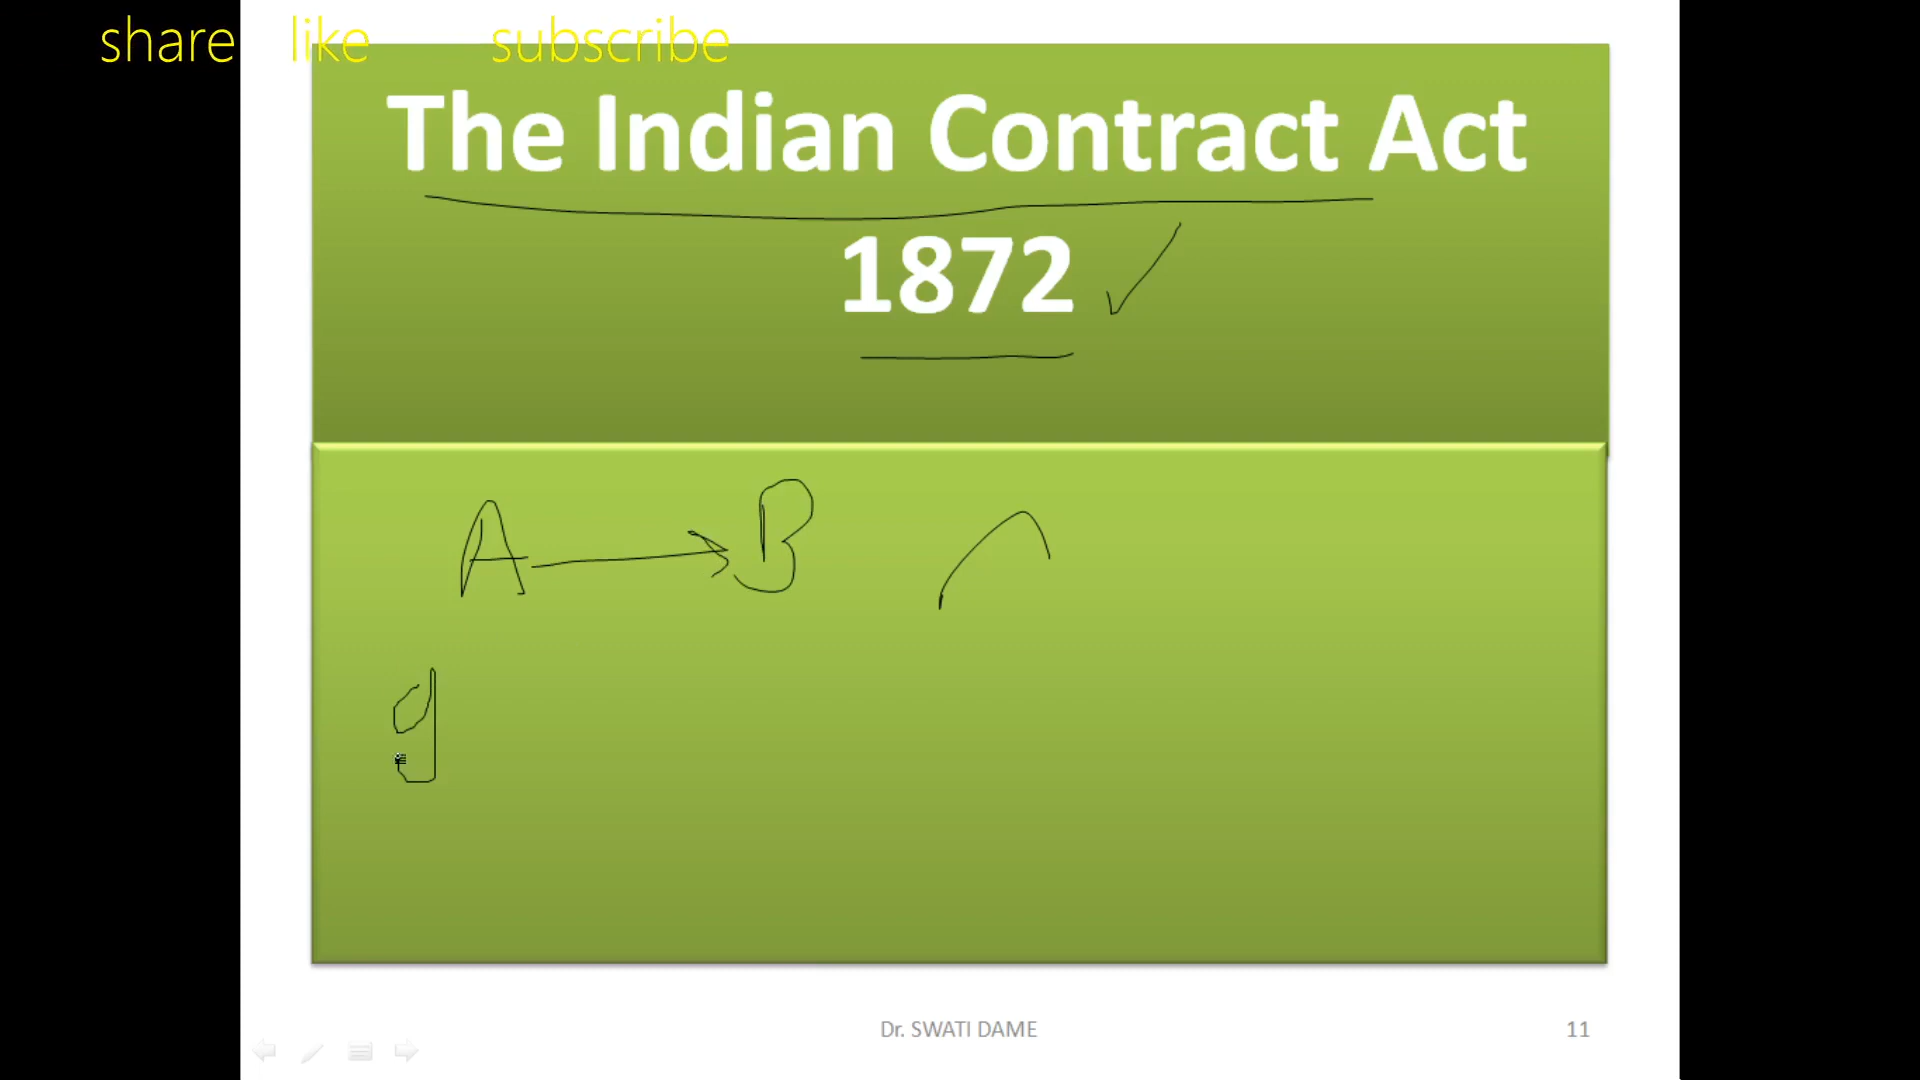 share like subscribe
The Indian Contract Act
1872
A B
g
Dr. SWATI DAME
11